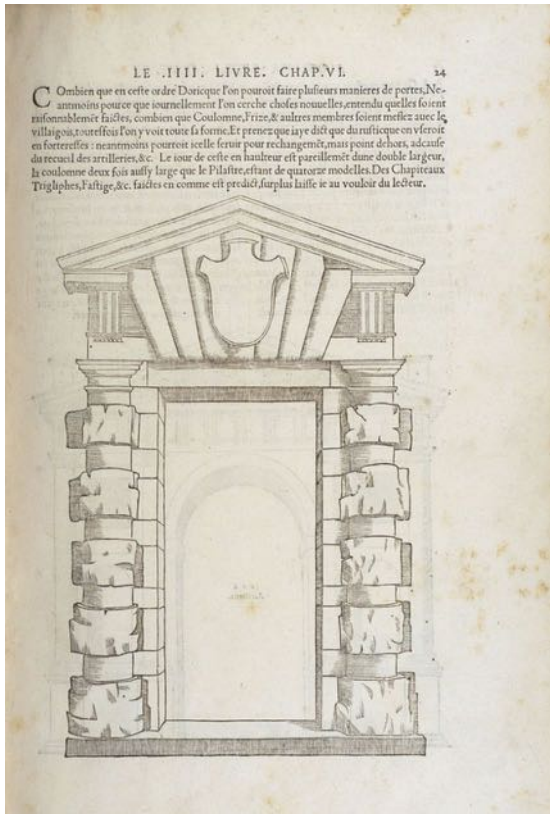 LE .IIII. LIVRE. CHAP.VI. 24
COmbien que en ceste ordre Doricque l'on pouroit faire plusieurs manieres de portes,Ne-
antmoins pource que iournellement l'on cerche choses nouuelles,entendu quelles soient
raisonnablemēt faictes, combien que Coulomne,Frize,& aultres membres soient meslez auec le
villaigois,toutesfois l'on y voit toute sa forme.Et prenez que iaye dict que du rusticque on vseroit
en forteresses : neantmoins pourroit icelle seruir pour rechangemēt,mais point dehors, adcause
du recueil des artilleries,&c. Le iour de ceste en haulteur est pareillemēt dune double largeur,
la coulomne deux fois aussy large que le Pilastre,estant de quatorze modelles.Des Chapiteaux
Trigliphes,Fastige,&c. faictes en comme est predict,surplus laisse ie au vouloir du lecteur.